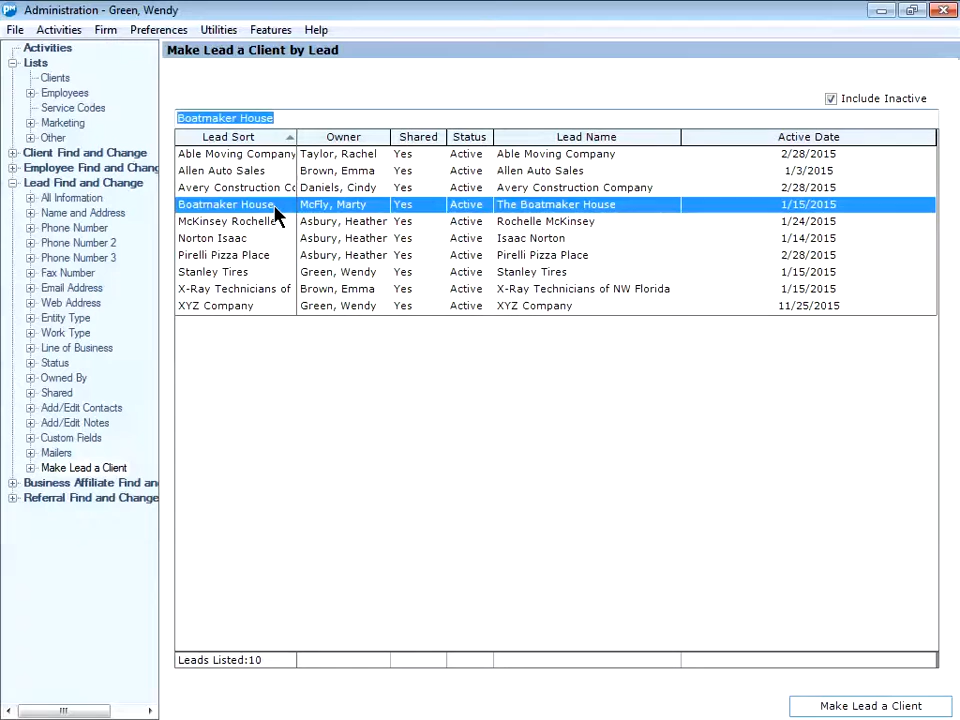 Administration - Green, Wendy
File Activities Firm Preferences Utilities Features Help
Activities
Lists
Clients
Employees
Service Codes
Marketing
Other
Client Find and Change
Employee Find and Chang
Lead Find and Change
All Information
Name and Address
Phone Number
Phone Number 2
Phone Number 3
Fax Number
Email Address
Web Address
Entity Type
Work Type
Line of Business
Status
Owned By
Shared
Add/Edit Contacts
Add/Edit Notes
Custom Fields
Mailers
Make Lead a Client
Business Affiliate Find an
Referral Find and Change
Make Lead a Client by Lead
Include Inactive
Boatmaker House
Lead Sort Owner Shared Status Lead Name Active Date
Able Moving Company Taylor, Rachel Yes Active Able Moving Company 2/28/2015
Allen Auto Sales Brown, Emma Yes Active Allen Auto Sales 1/3/2015
Avery Construction Co Daniels, Cindy Yes Active Avery Construction Company 2/28/2015
Boatmaker House McFly, Marty Yes Active The Boatmaker House 1/15/2015
McKinsey Rochelle Asbury, Heather Yes Active Rochelle McKinsey 1/24/2015
Norton Isaac Asbury, Heather Yes Active Isaac Norton 1/14/2015
Pirelli Pizza Place Asbury, Heather Yes Active Pirelli Pizza Place 2/28/2015
Stanley Tires Green, Wendy Yes Active Stanley Tires 1/15/2015
X-Ray Technicians of Brown, Emma Yes Active X-Ray Technicians of NW Florida 1/15/2015
XYZ Company Green, Wendy Yes Active XYZ Company 11/25/2015
Leads Listed:10
Make Lead a Client